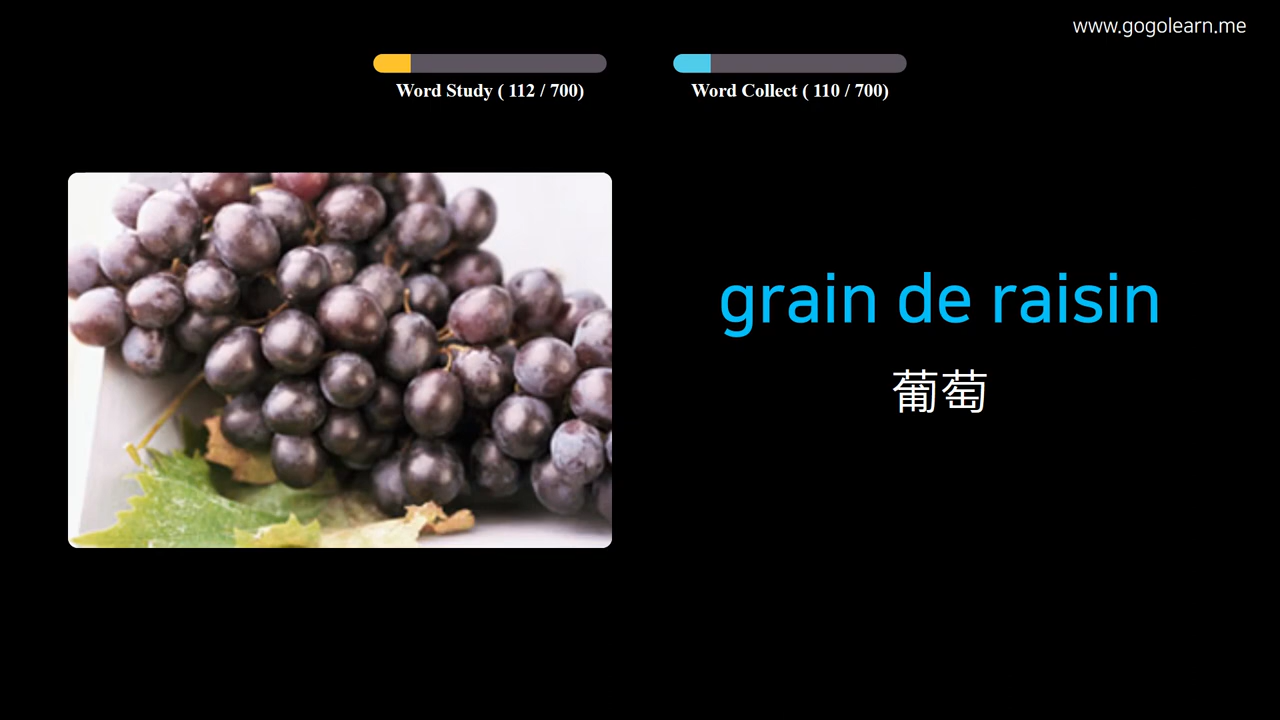 www.gogolearn.me
Word Study ( 112 / 700)
Word Collect ( 110 / 700)
grain de raisin
葡萄